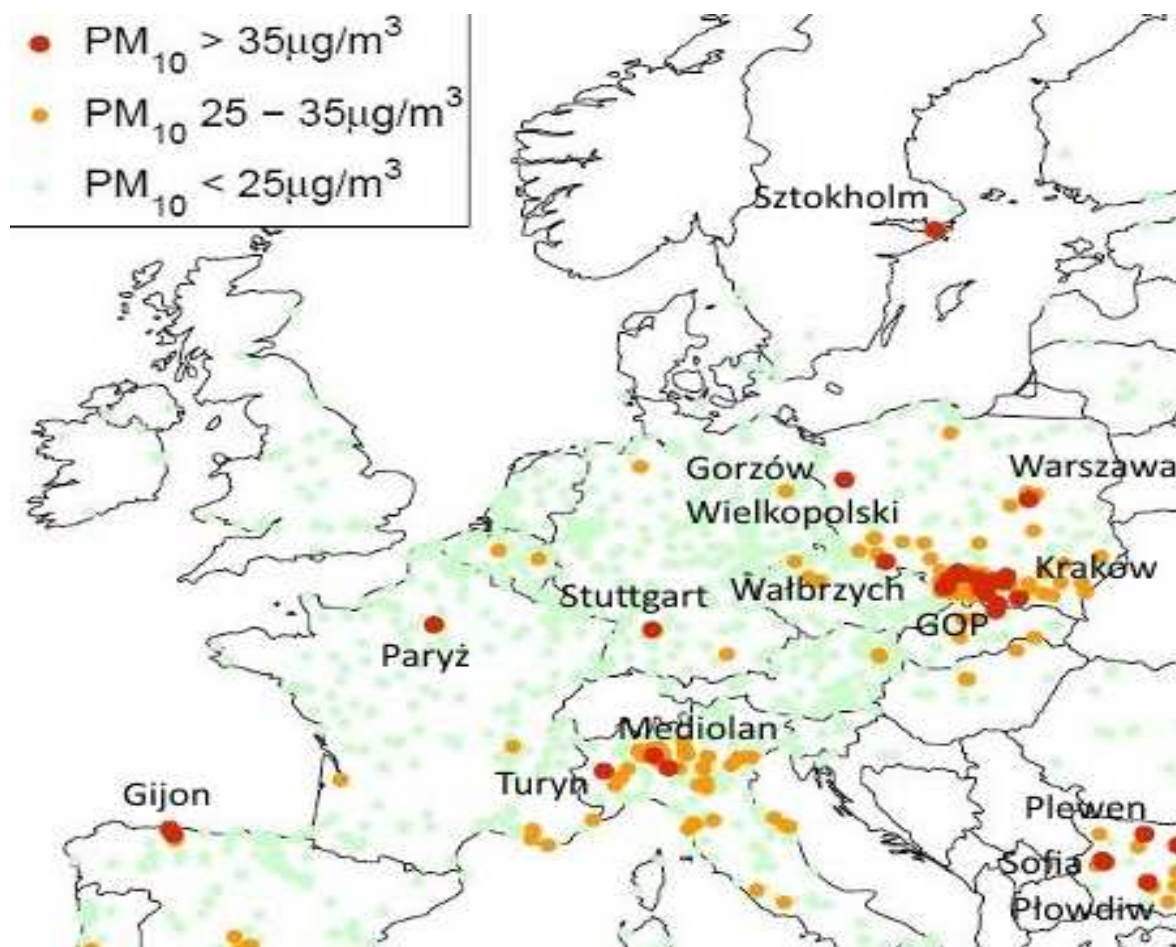 PM₁₀ > 35µg/m³
PM₁₀ 25 – 35µg/m³
PM₁₀ < 25µg/m³
Sztokholm
Gorzów
Wielkopolski
Warszawa
Kraków
Wałbrzych
Stuttgart
GOP
Paryż
Mediolan
Turyn
Gijon
Plewen
Sofia
Płowdiw